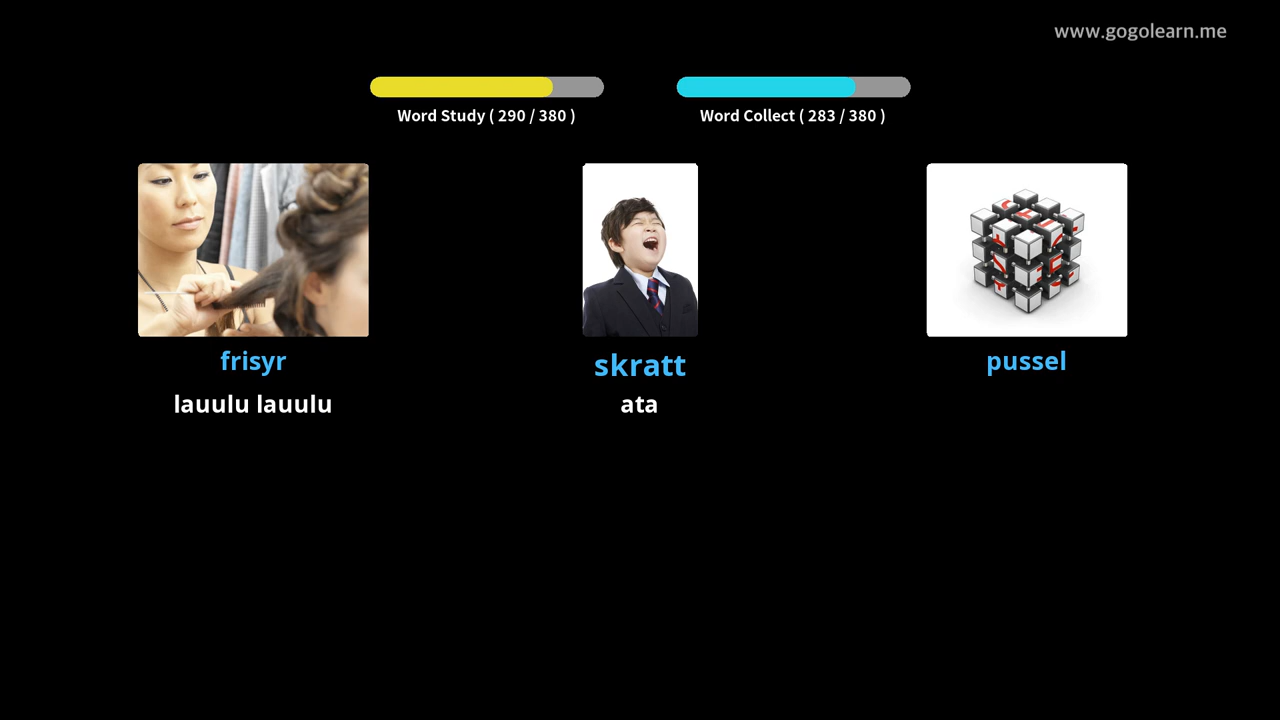 www.gogolearn.me
Word Study ( 290 / 380 )
Word Collect ( 283 / 380 )
frisyr
skratt
pussel
lauulu lauulu
ata